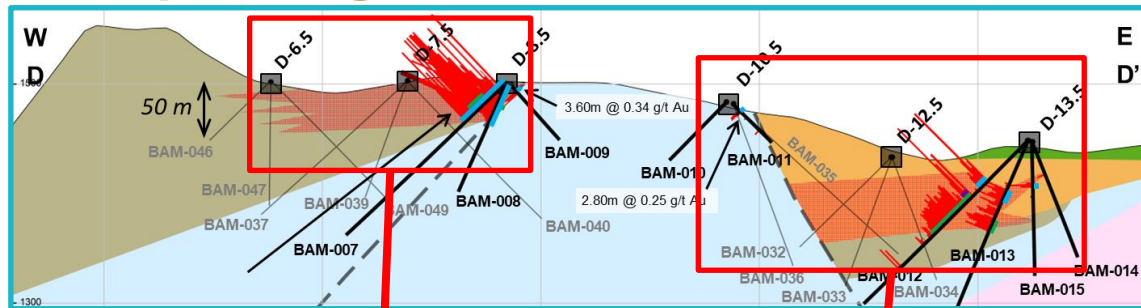 W
E
D
D'
D-6.5
D-7.5
D-8.5
D-10.5
D-12.5
D-13.5
1500
50 m
3.60m @ 0.34 g/t Au
BAM-046
BAM-009
BAM-011
BAM-035
BAM-010
BAM-047
BAM-039
BAM-049
BAM-008
2.80m @ 0.25 g/t Au
BAM-037
BAM-040
BAM-007
BAM-032
BAM-013
BAM-036
BAM-012
BAM-014
BAM-033
BAM-034
BAM-015
1300